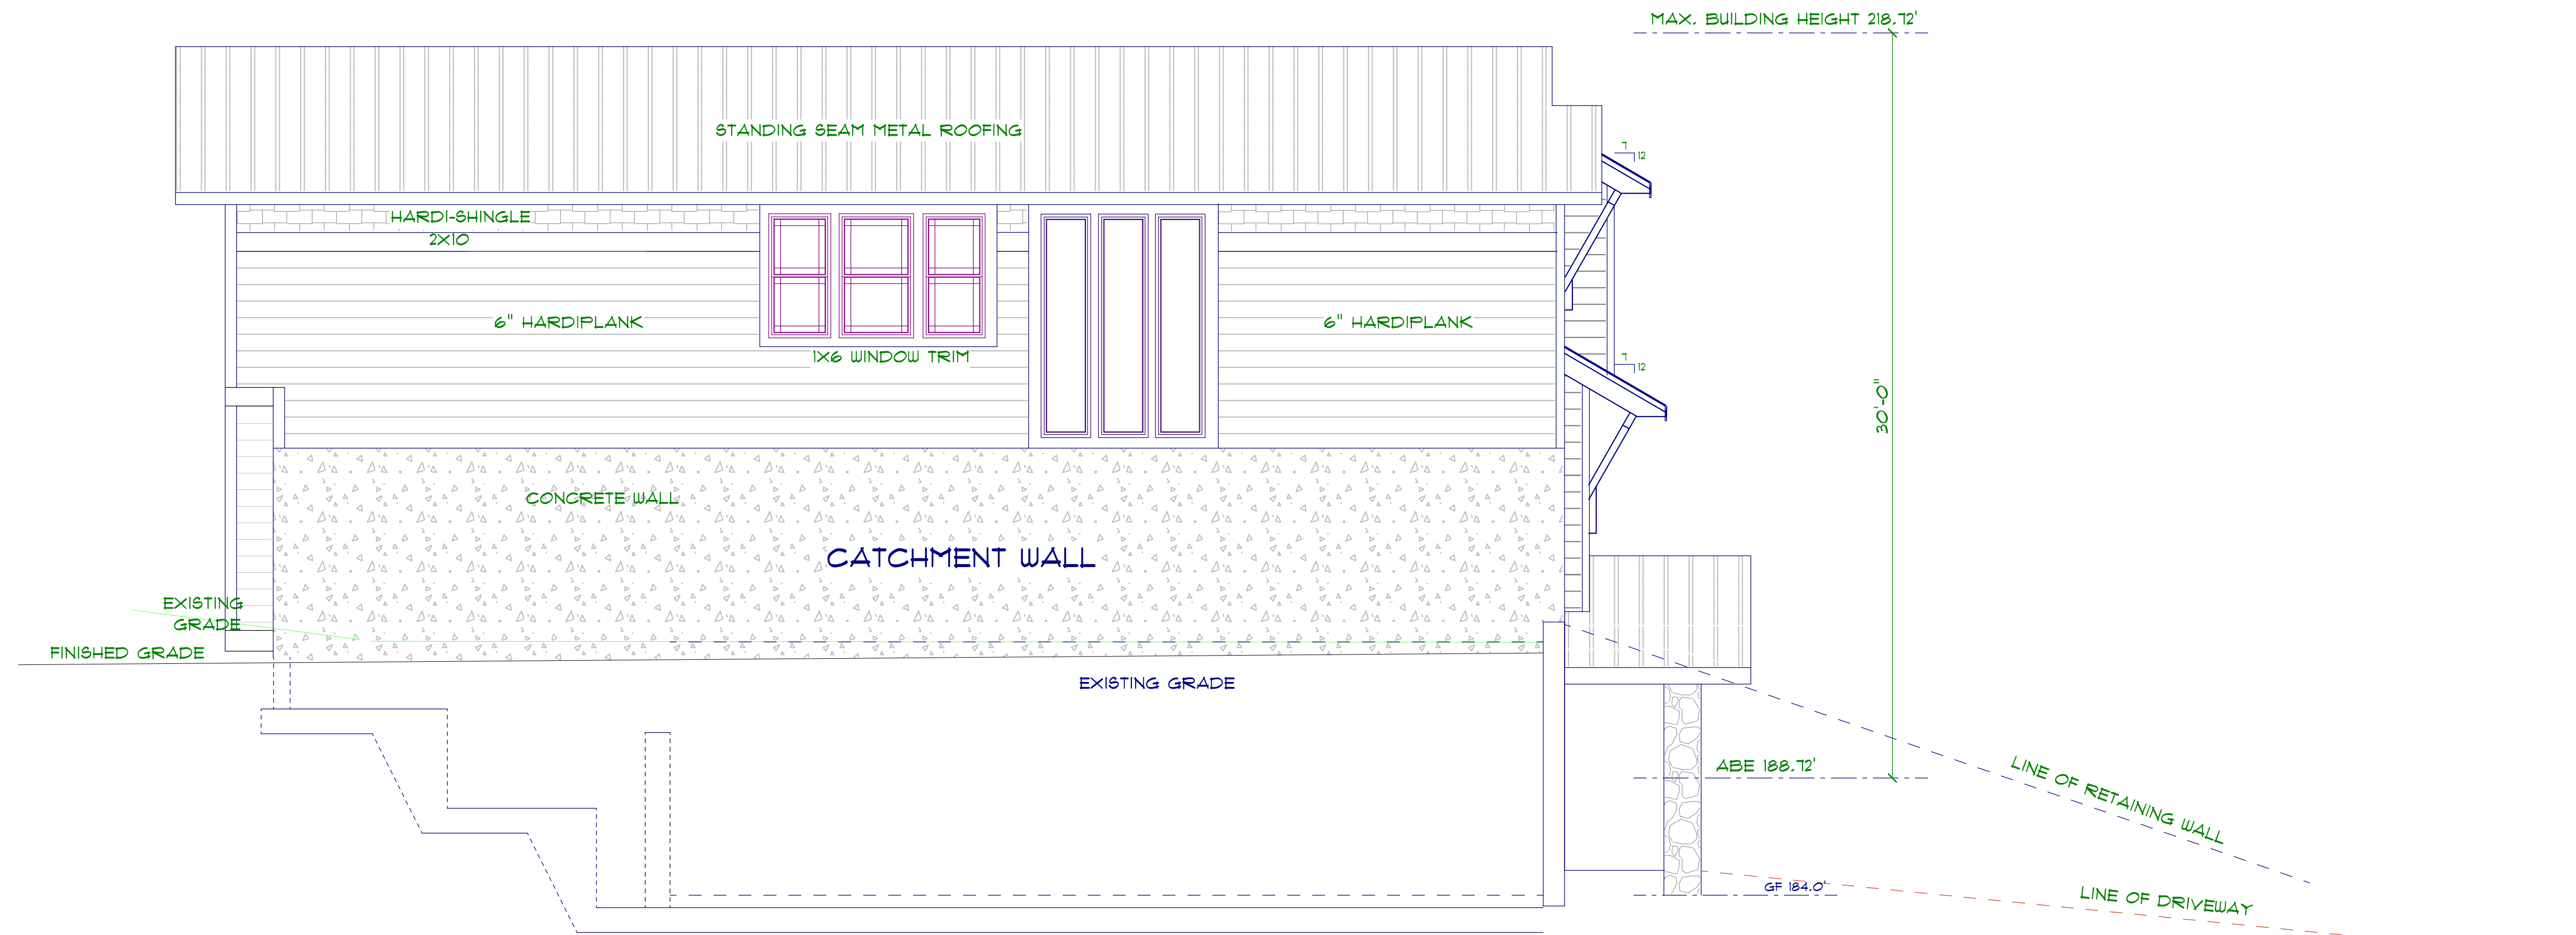 MAX. BUILDING HEIGHT 218.72'
STANDING SEAM METAL ROOFING
7
12
HARDI-SHINGLE
2X10
6" HARDIPLANK
6" HARDIPLANK
1X6 WINDOW TRIM
7
12
30'-0"
CONCRETE WALL
CATCHMENT WALL
EXISTING
GRADE
FINISHED GRADE
EXISTING GRADE
ABE 188.72'
LINE OF RETAINING WALL
GF 184.0'
LINE OF DRIVEWAY